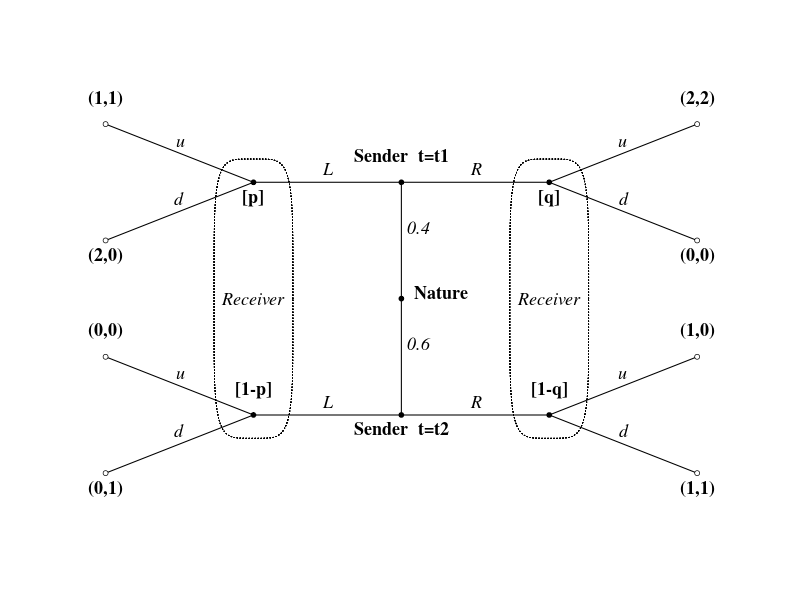 (1,1)
(2,2)
u
u
Sender t=t1
L
R
d
[p]
[q]
d
0.4
(2,0)
(0,0)
Receiver
Nature
Receiver
(0,0)
(1,0)
0.6
u
u
[1-p]
[1-q]
L
R
d
Sender t=t2
d
(0,1)
(1,1)